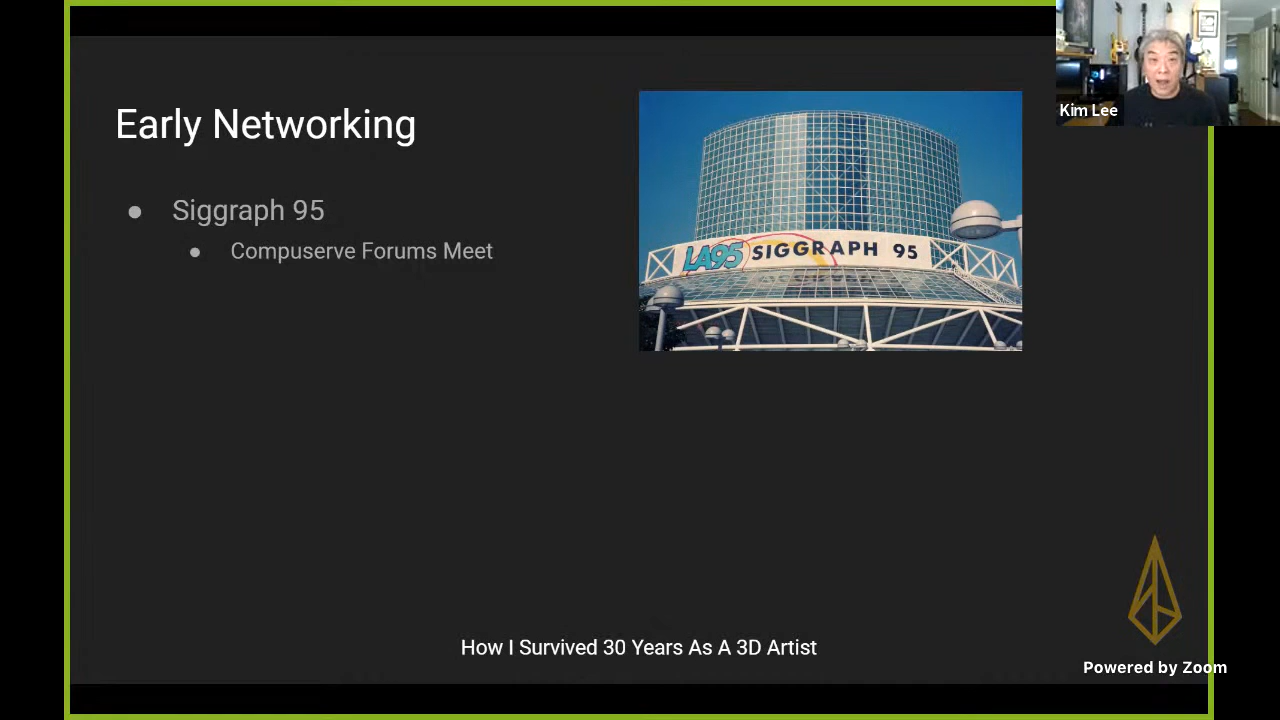 Early Networking
Siggraph 95
Compuserve Forums Meet
LA95 SIGGRAPH 95
Kim Lee
How I Survived 30 Years As A 3D Artist
Powered by Zoom